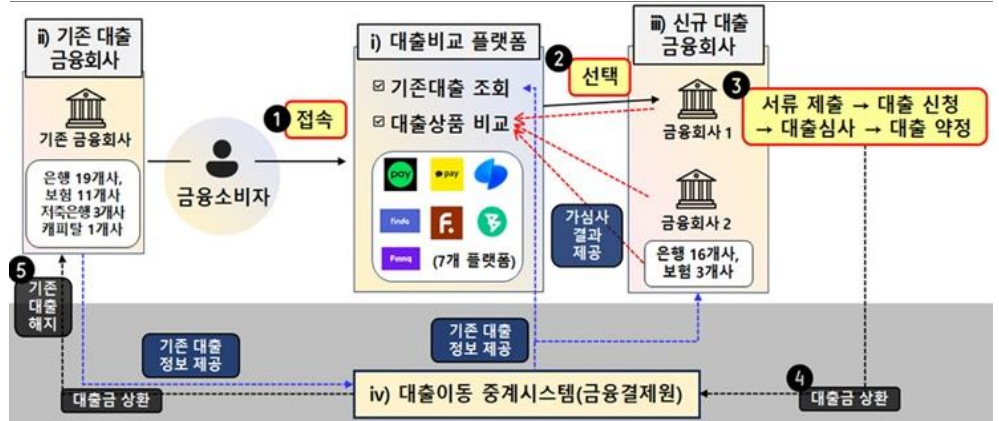 ii) 기존 대출
금융회사
기존 금융회사
은행 19개사,
보험 11개사
저축은행 3개사
캐피탈 1개사
금융소비자
1 접속
i) 대출비교 플랫폼
기존대출 조회
대출상품 비교
pay
pay
finda
F.
Finnq
(7개 플랫폼)
2 선택
가심사
결과
제공
iii) 신규 대출
금융회사
금융회사 1
금융회사 2
은행 16개사,
보험 3개사
3
서류 제출 → 대출 신청
→ 대출심사 → 대출 약정
5
기존
대출
해지
기존 대출
정보 제공
기존 대출
정보 제공
대출금 상환
iv) 대출이동 중계시스템(금융결제원)
4
대출금 상환